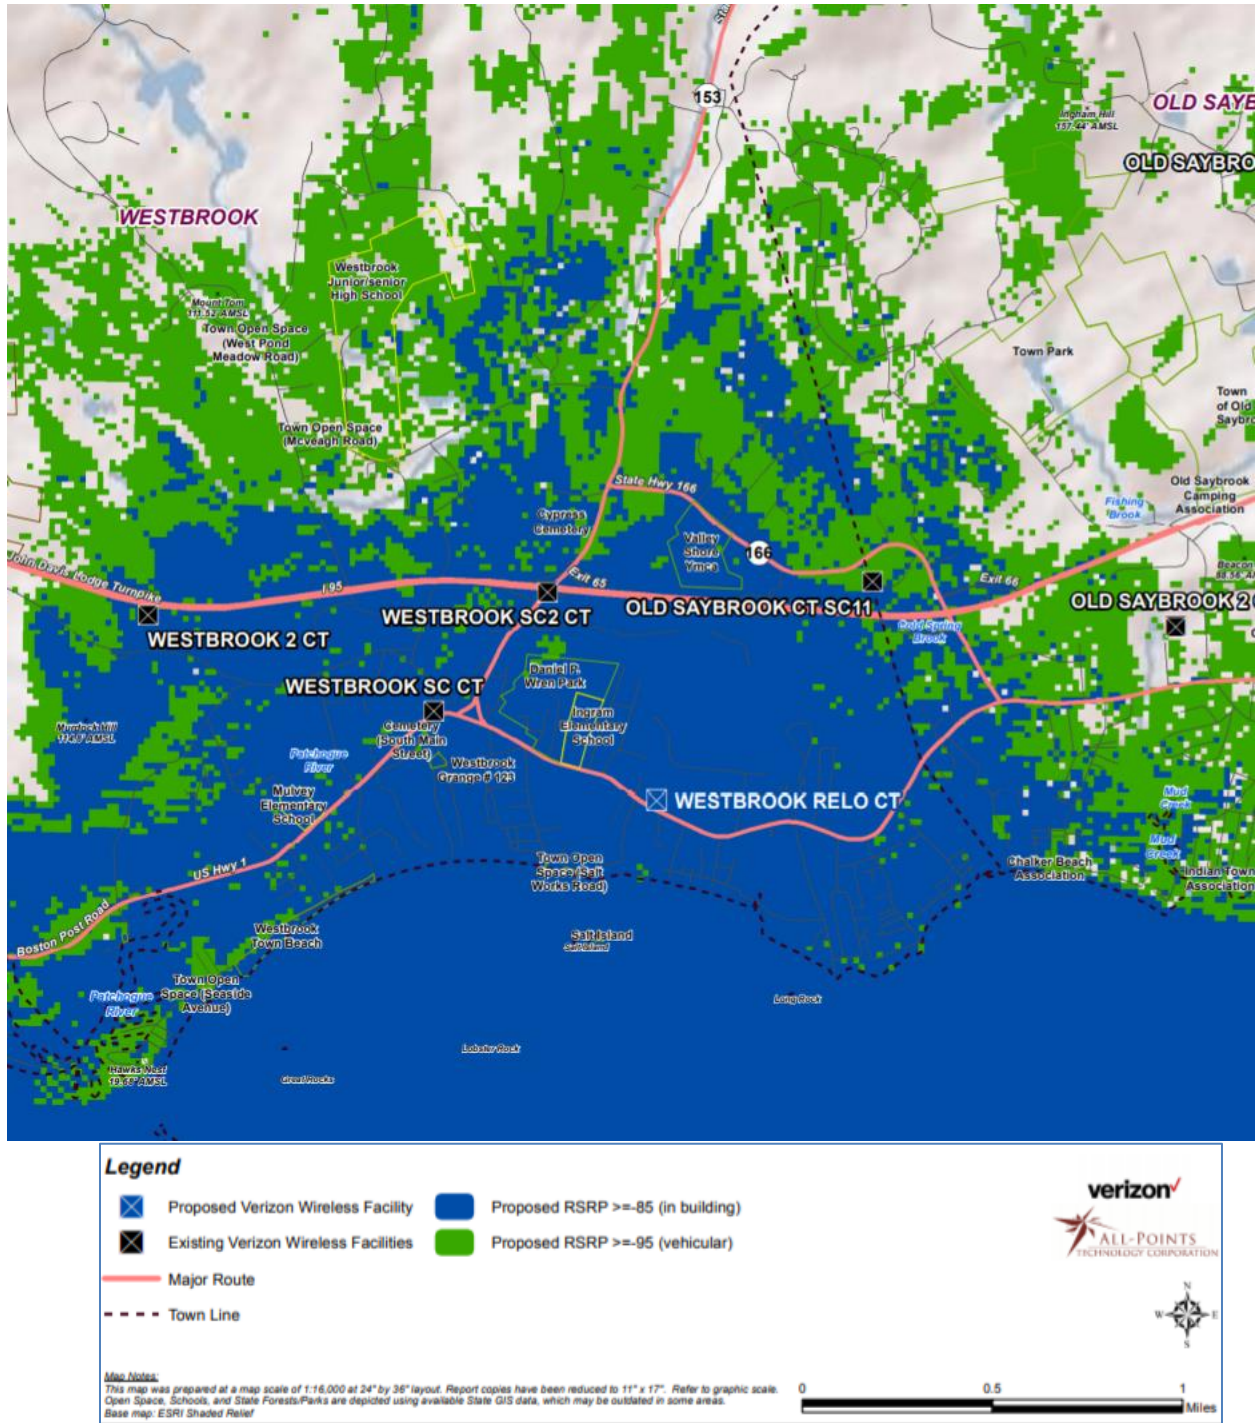 153
OLD SAYB
Ingham Hill
157.44' AMSL
OLD SAYBRO
WESTBROOK
Westbrook
Junior/senior
High School
Mount Tom
111.52' AMSL
Town Open Space
(West Pond
Meadow Road)
Town Park
Town
of Old
Saybro
Town Open Space
(Mcveagh Road)
State Hwy 166
Old Saybrook
Camping
Association
Fishing
Brook
Cypress
Cemetery
Valley
Shore
Ymca
166
John Davis Lodge Turnpike
I 95
Exit 65
Exit 66
Beacon
WESTBROOK 2 CT
WESTBROOK SC2 CT
OLD SAYBROOK CT SC11
OLD SAYBROOK 2
Cold Spring
Brook
Daniel R.
Wren Park
WESTBROOK SC CT
Ingram
Elementary
School
Murdock Hill
Cemetery
(South Main
Street)
Patchogue
River
Westbrook
Grange # 123
Mulvey
Elementary
School
WESTBROOK RELO CT
Mud
Creek
Mud
Creek
US Hwy 1
Town Open
Space (Salt
Works Road)
Chalker Beach
Association
Indian Town
Association
Boston Post Road
Westbrook
Town Beach
Salt Island
Salt Island
Town Open
Space (Seaside
Avenue)
Patchogue
River
Long Rock
Lobster Rock
Hawks Nest
19.68' AMSL
Great Rocks
Legend
Proposed Verizon Wireless Facility
Proposed RSRP >=-85 (in building)
Existing Verizon Wireless Facilities
Proposed RSRP >=-95 (vehicular)
Major Route
Town Line
verizon
ALL-POINTS
TECHNOLOGY CORPORATION
N
W E
S
Map Notes:
This map was prepared at a map scale of 1:16,000 at 24" by 36" layout. Report copies have been reduced to 11" x 17". Refer to graphic scale.
Open Space, Schools, and State Forests/Parks are depicted using available State GIS data, which may be outdated in some areas.
Base map: ESRI Shaded Relief
0 0.5 1
Miles